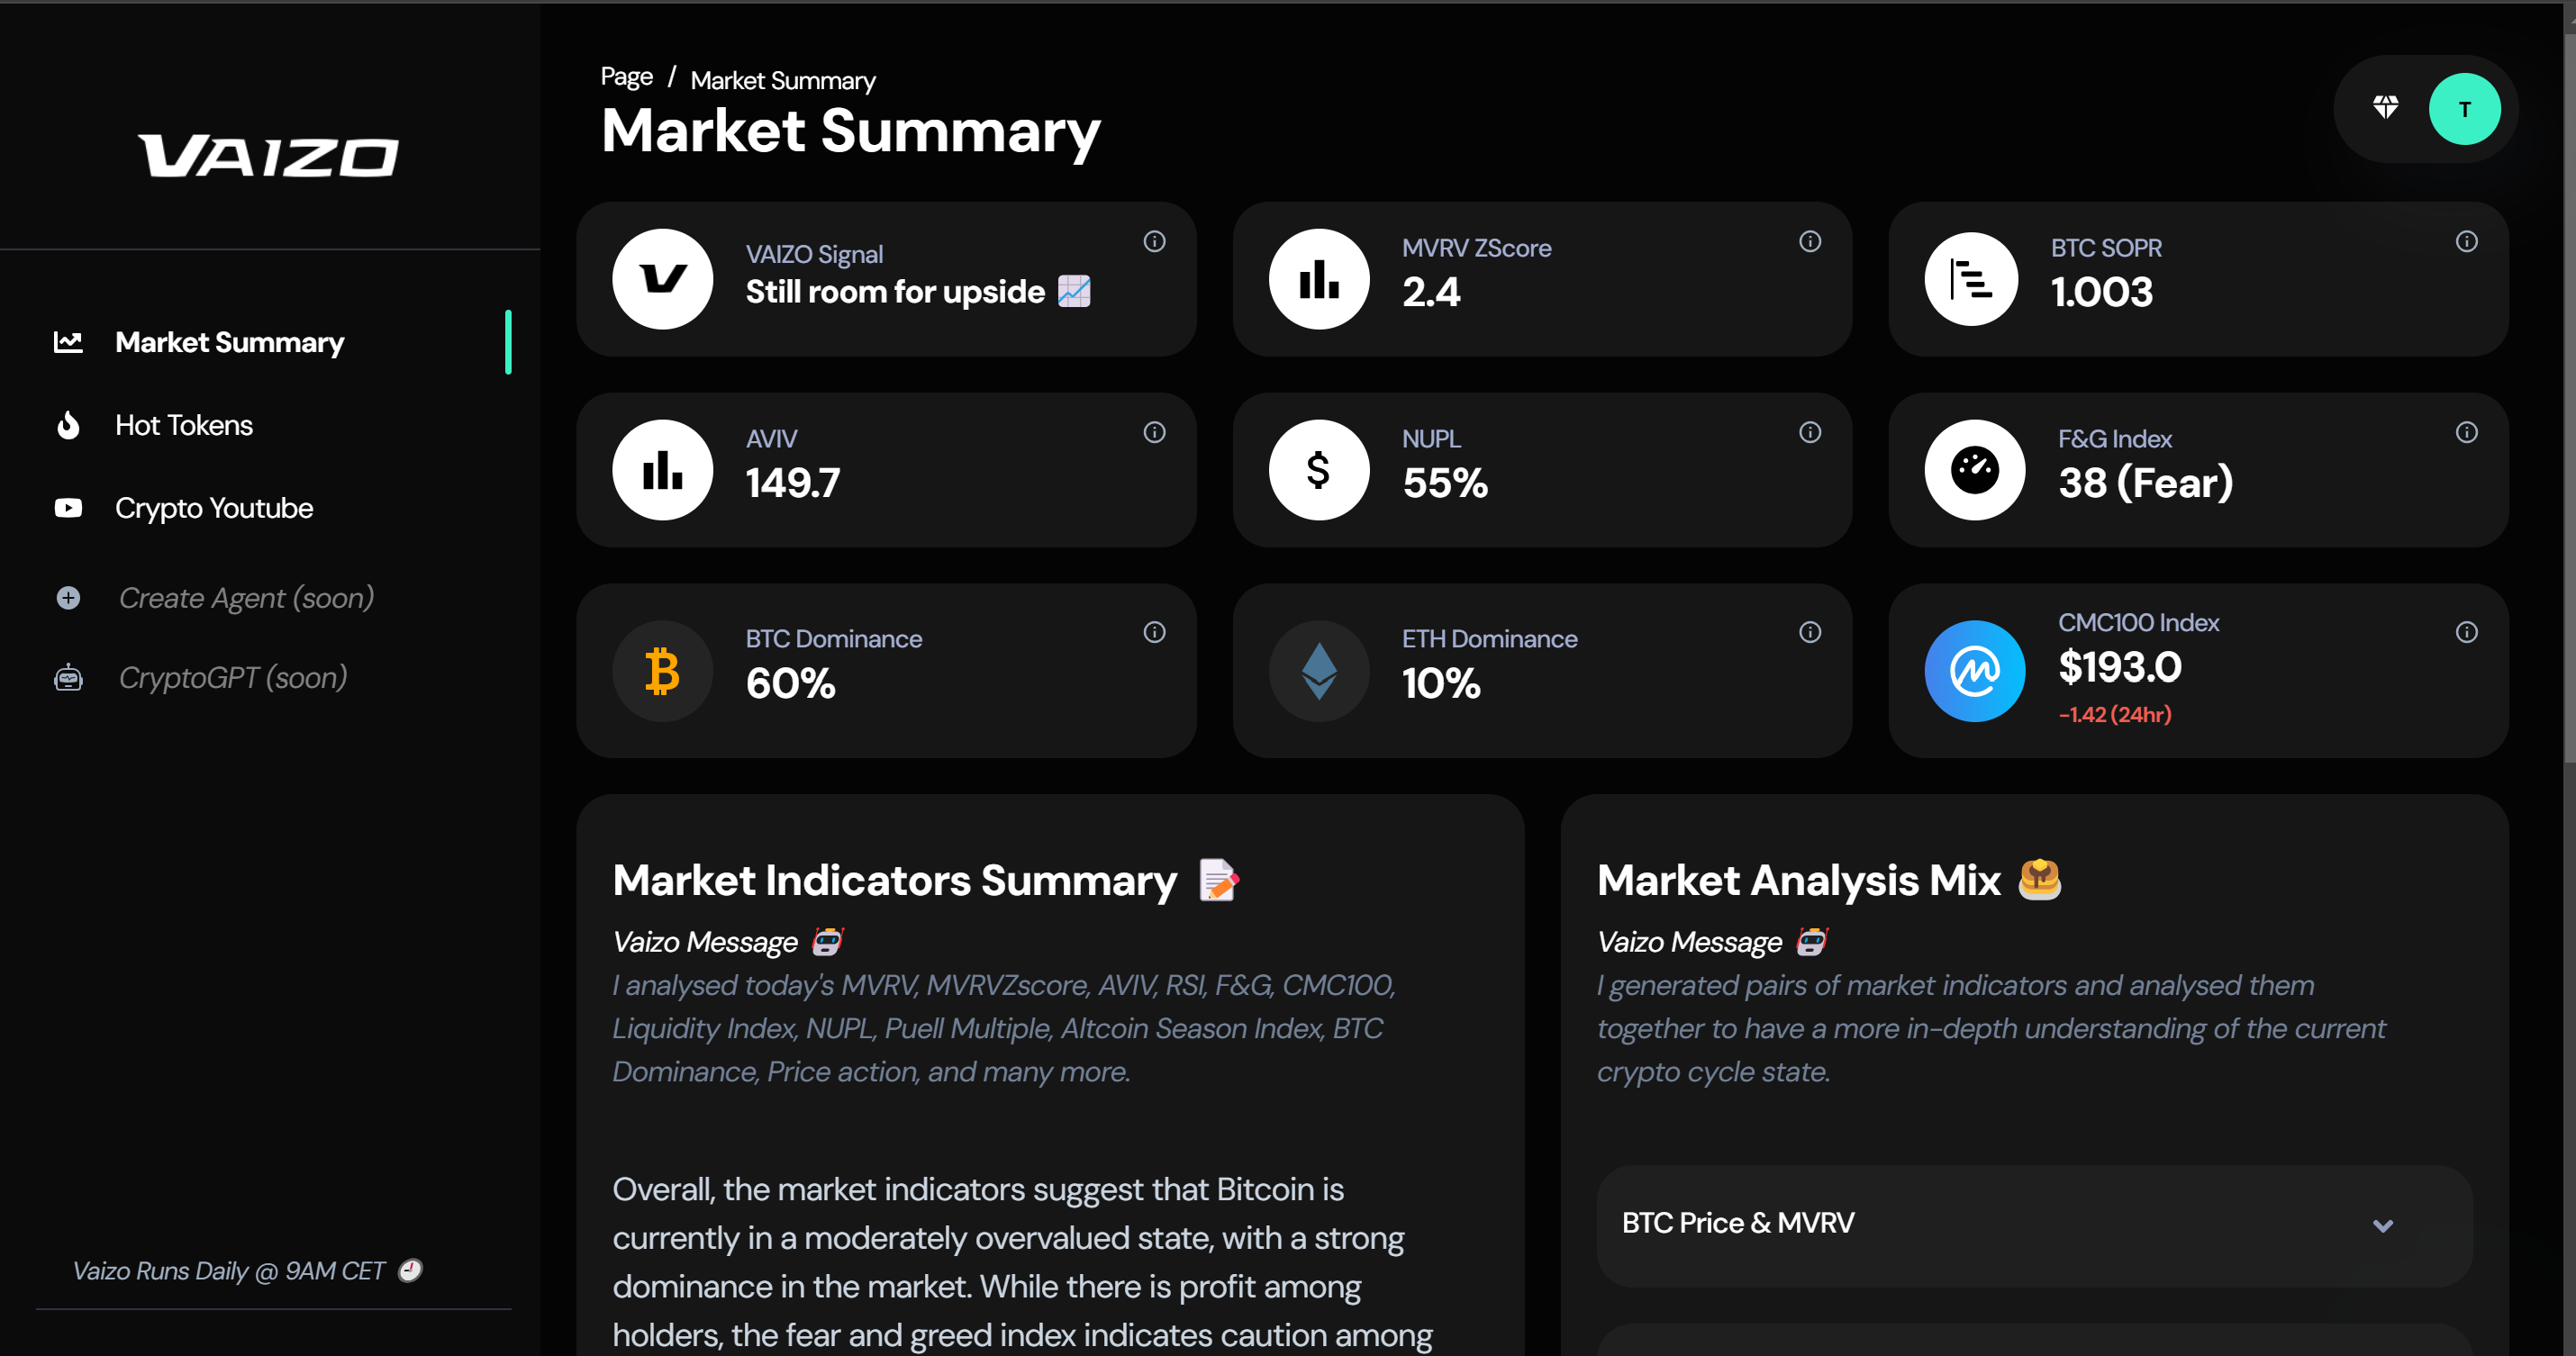 VAIZO
Market Summary
Hot Tokens
Crypto Youtube
Create Agent (soon)
CryptoGPT (soon)
Vaizo Runs Daily @ 9AM CET
Page / Market Summary
Market Summary
T
VAIZO Signal
Still room for upside
MVRV ZScore
2.4
BTC SOPR
1.003
AVIV
149.7
NUPL
55%
F&G Index
38 (Fear)
BTC Dominance
60%
ETH Dominance
10%
CMC100 Index
$193.0
-1.42 (24hr)
Market Indicators Summary
Vaizo Message
I analysed today's MVRV, MVRVZscore, AVIV, RSI, F&G, CMC100,
Liquidity Index, NUPL, Puell Multiple, Altcoin Season Index, BTC
Dominance, Price action, and many more.
Overall, the market indicators suggest that Bitcoin is
currently in a moderately overvalued state, with a strong
dominance in the market. While there is profit among
holders, the fear and greed index indicates caution among
Market Analysis Mix
Vaizo Message
I generated pairs of market indicators and analysed them
together to have a more in-depth understanding of the current
crypto cycle state.
BTC Price & MVRV